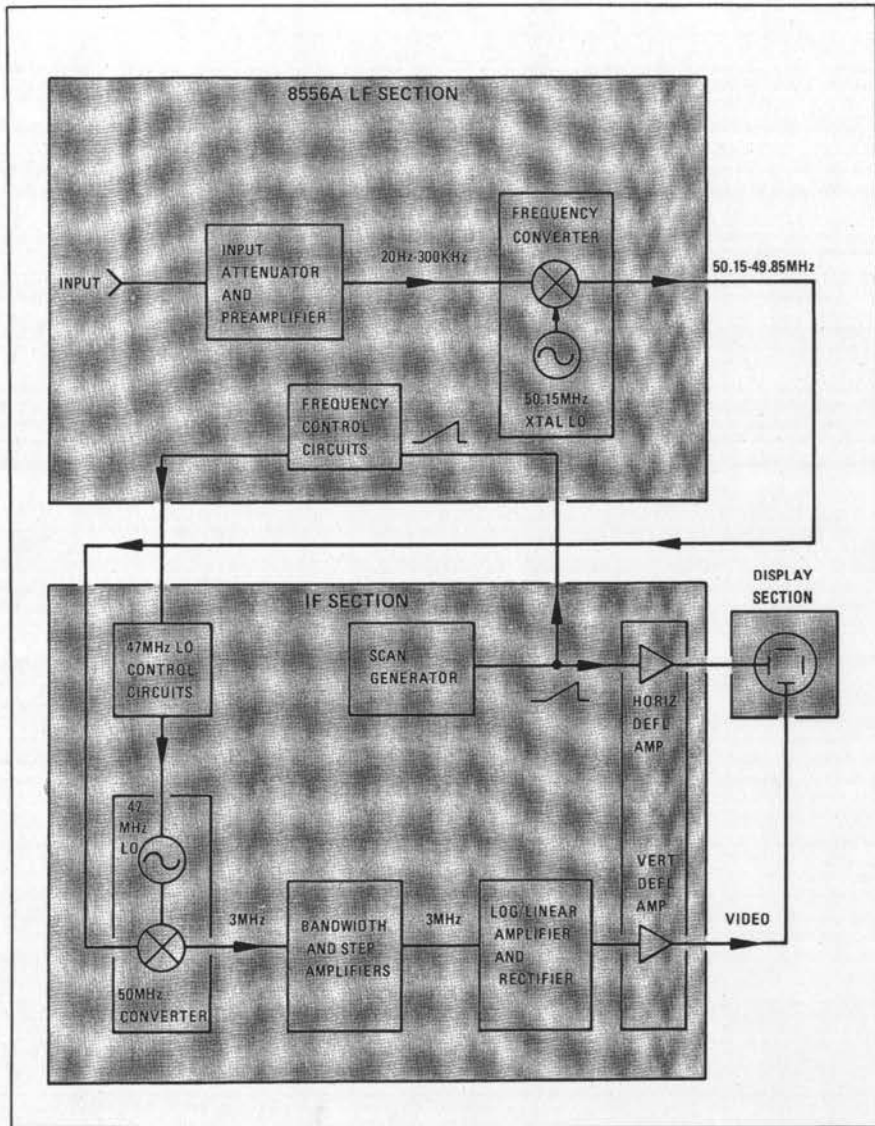 8556A LF SECTION
INPUT
INPUT
ATTENUATOR
AND
PREAMPLIFIER
20Hz-300KHz
FREQUENCY
CONVERTER
50.15MHz
XTAL LO
50.15-49.85MHz
FREQUENCY
CONTROL
CIRCUITS
IF SECTION
DISPLAY
SECTION
47MHz LO
CONTROL
CIRCUITS
SCAN
GENERATOR
HORIZ
DEFL
AMP
47
MHz
LO
50MHz
CONVERTER
3MHz
BANDWIDTH
AND STEP
AMPLIFIERS
3MHz
LOG/LINEAR
AMPLIFIER
AND
RECTIFIER
VERT
DEFL
AMP
VIDEO